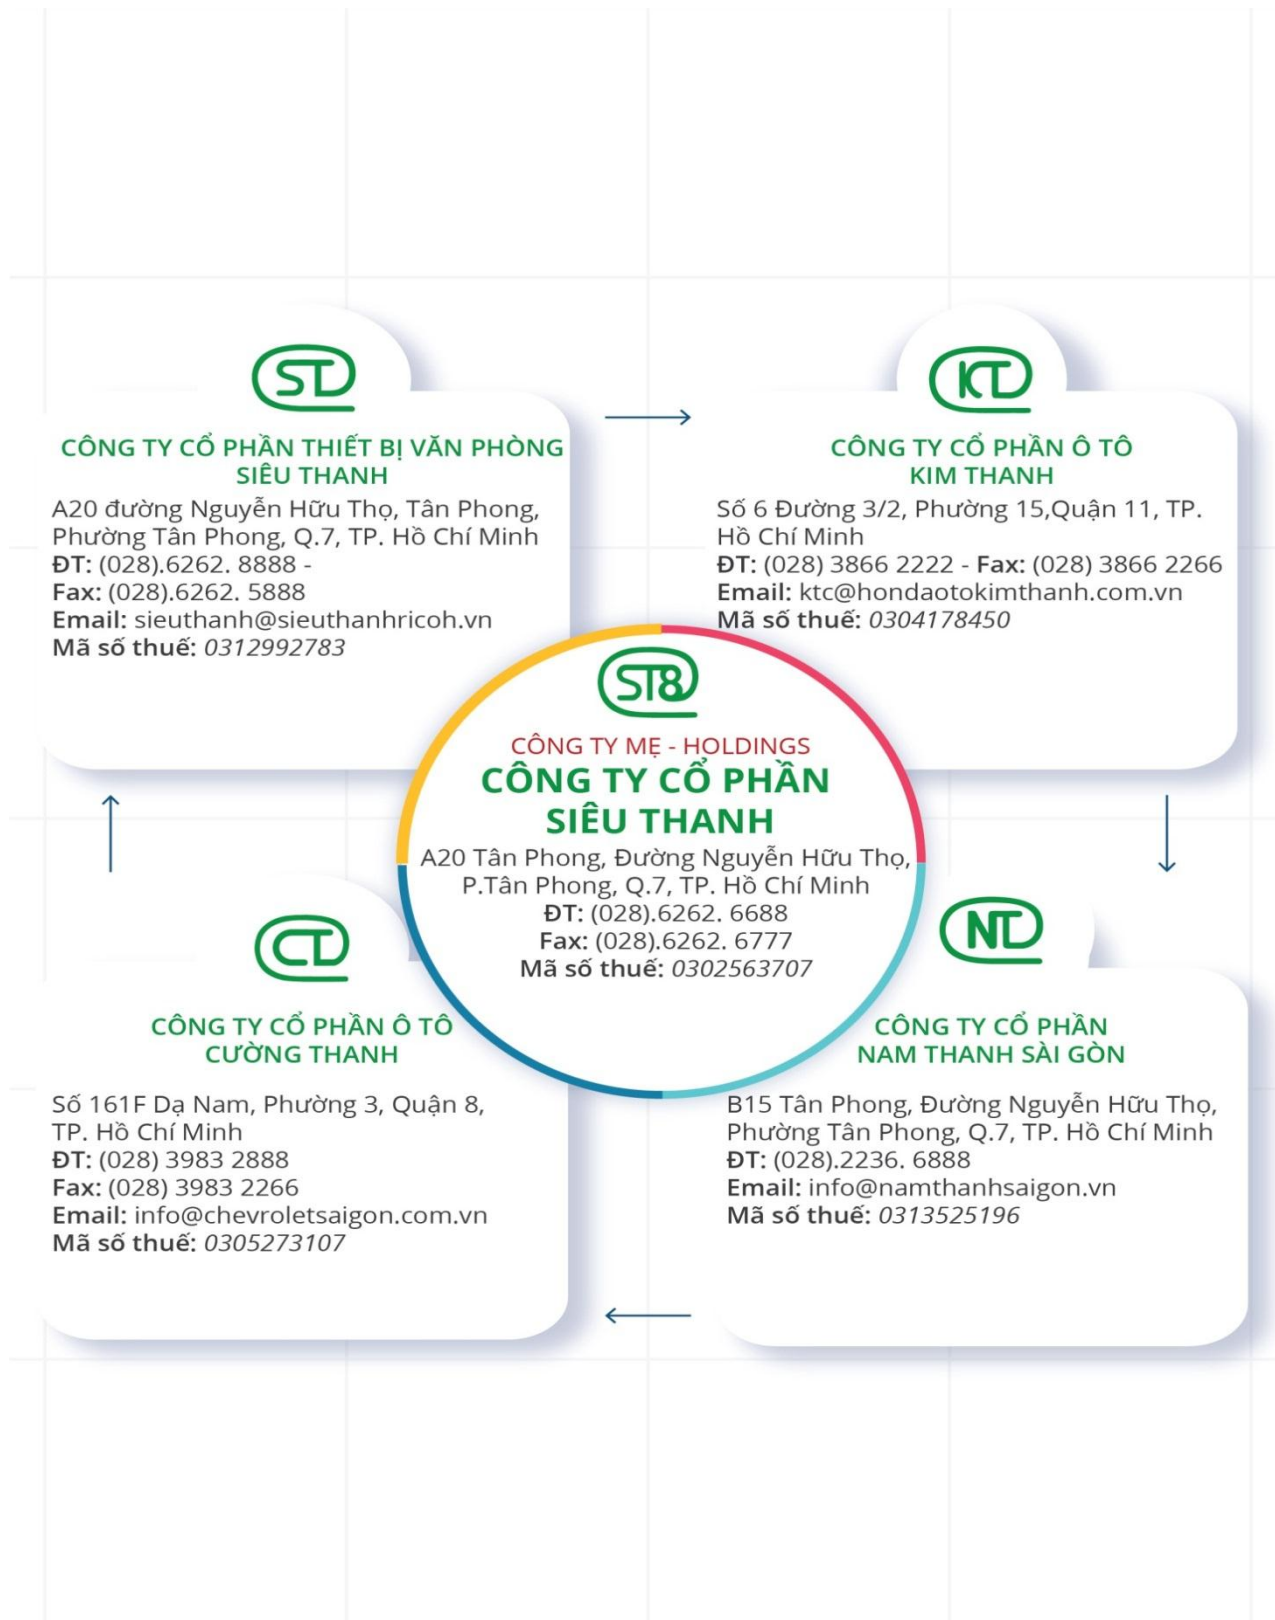 ST
CÔNG TY CỔ PHẦN THIẾT BỊ VĂN PHÒNG
SIÊU THANH
A20 đường Nguyễn Hữu Thọ, Tân Phong,
Phường Tân Phong, Q.7, TP. Hồ Chí Minh
ĐT: (028).6262. 8888 -
Fax: (028).6262. 5888
Email: sieuthanh@sieuthanhricoh.vn
Mã số thuế: 0312992783
KT
CÔNG TY CỔ PHẦN Ô TÔ
KIM THANH
Số 6 Đường 3/2, Phường 15,Quận 11, TP.
Hồ Chí Minh
ĐT: (028) 3866 2222 - Fax: (028) 3866 2266
Email: ktc@hondaotokimthanh.com.vn
Mã số thuế: 0304178450
ST8
CÔNG TY MẸ - HOLDINGS
CÔNG TY CỔ PHẦN
SIÊU THANH
A20 Tân Phong, Đường Nguyễn Hữu Thọ,
P.Tân Phong, Q.7, TP. Hồ Chí Minh
ĐT: (028).6262. 6688
Fax: (028).6262. 6777
Mã số thuế: 0302563707
CT
CÔNG TY CỔ PHẦN Ô TÔ
CƯỜNG THANH
Số 161F Dạ Nam, Phường 3, Quận 8,
TP. Hồ Chí Minh
ĐT: (028) 3983 2888
Fax: (028) 3983 2266
Email: info@chevroletsaigon.com.vn
Mã số thuế: 0305273107
NT
CÔNG TY CỔ PHẦN
NAM THANH SÀI GÒN
B15 Tân Phong, Đường Nguyễn Hữu Thọ,
Phường Tân Phong, Q.7, TP. Hồ Chí Minh
ĐT: (028).2236. 6888
Email: info@namthanhsaigon.vn
Mã số thuế: 0313525196